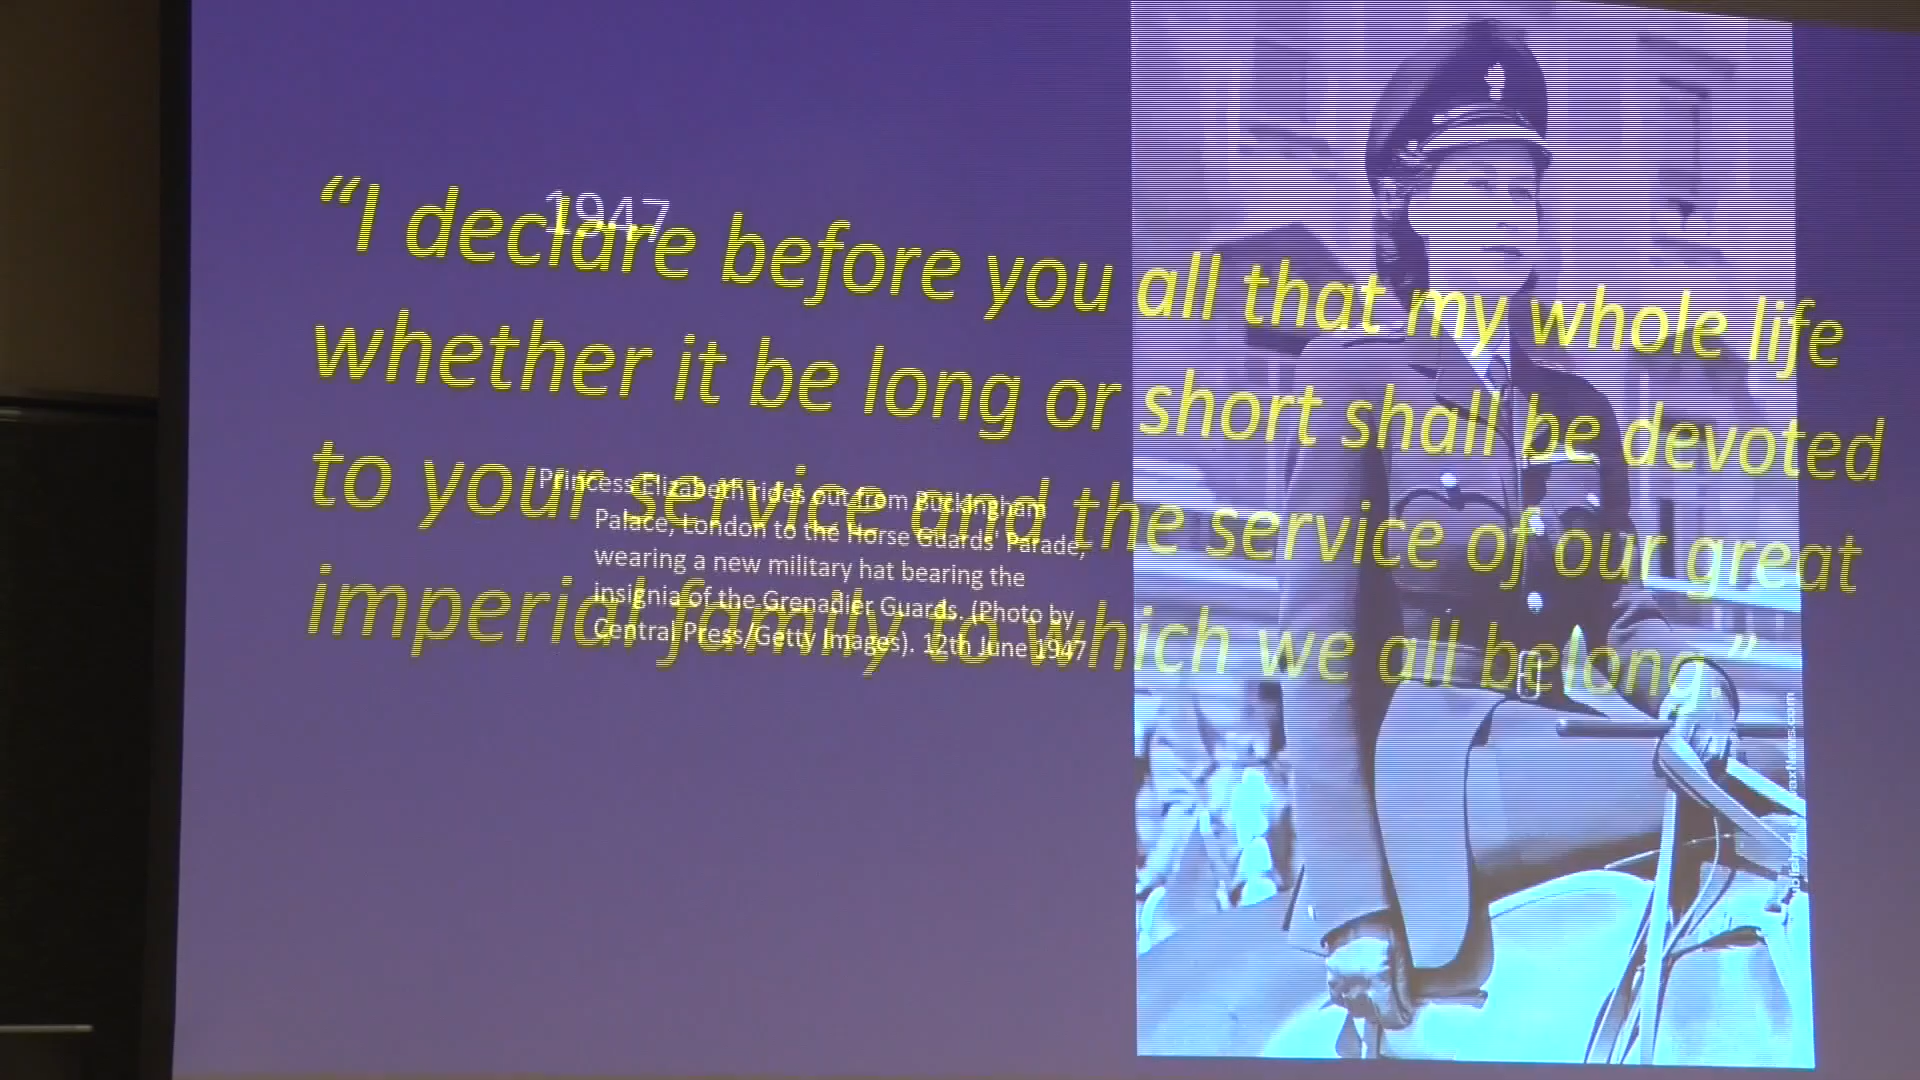 1947
“I declare before you all that my whole life
whether it be long or short shall be devoted
to your service and the service of our great
imperial family to which we all belong.”
Princess Elizabeth rides out from Buckingham
Palace, London to the Horse Guards' Parade,
wearing a new military hat bearing the
insignia of the Grenadier Guards. (Photo by
Central Press/Getty Images). 12th June 1947